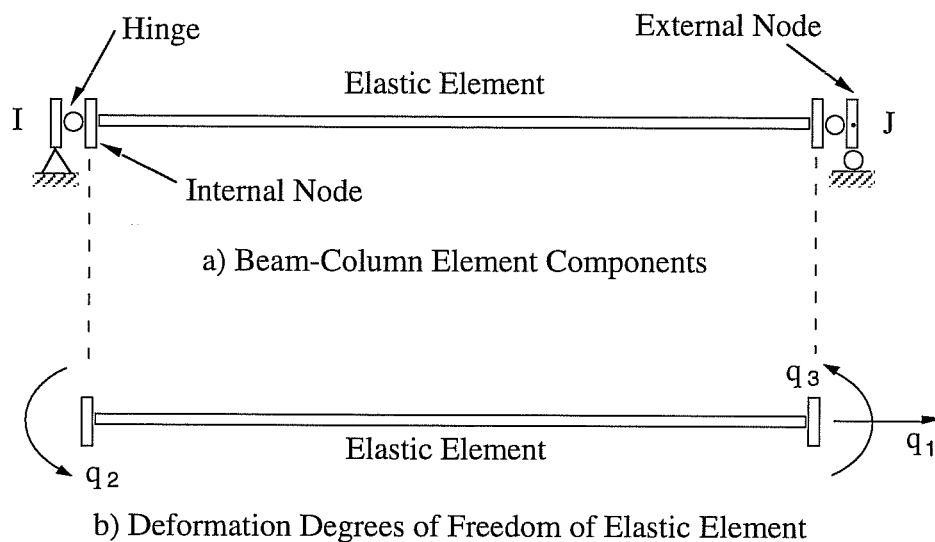 Hinge
External Node
Elastic Element
I
J
Internal Node
a) Beam-Column Element Components
q3
q1
Elastic Element
q2
b) Deformation Degrees of Freedom of Elastic Element